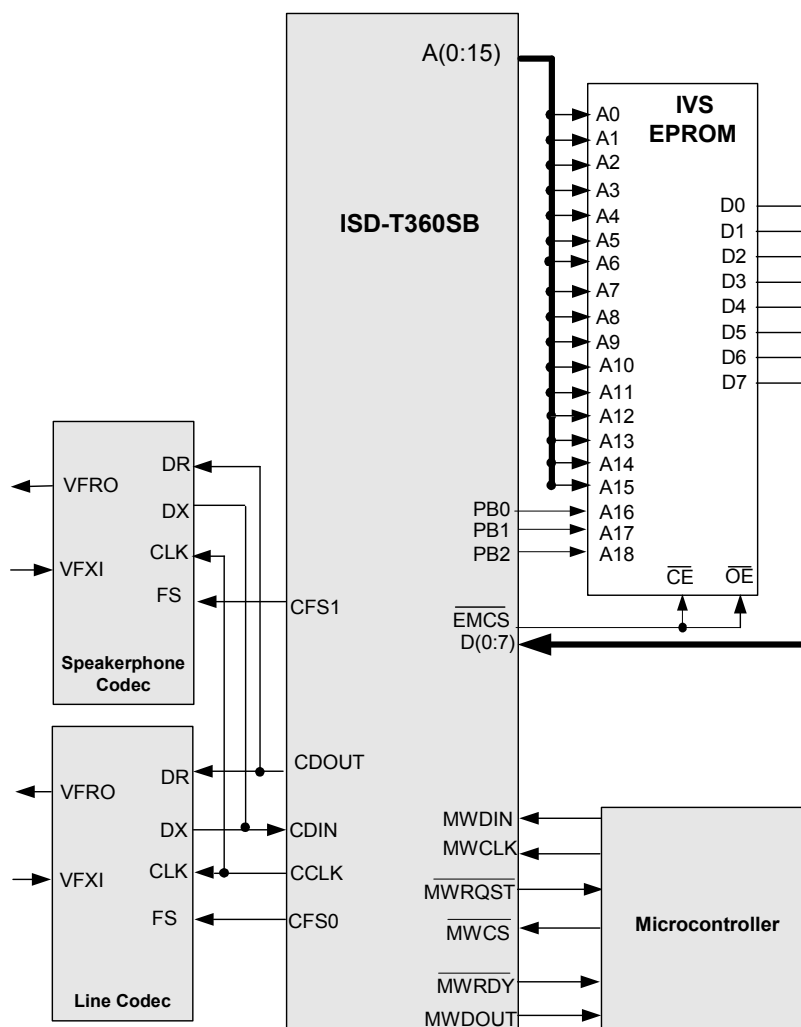 A(0:15)
IVS
EPROM
A0
A1
A2
A3
A4
A5
A6
A7
A8
A9
A10
A11
A12
A13
A14
A15
A16
A17
A18
D0
D1
D2
D3
D4
D5
D6
D7
CE
OE
ISD-T360SB
PB0
PB1
PB2
EMCS
D(0:7)
DR
VFRO
DX
CLK
VFXI
FS
CFS1
Speakerphone
Codec
CDOUT
DR
VFRO
DX
CDIN
CLK
CCLK
VFXI
FS
CFS0
Line Codec
MWDIN
MWCLK
MWRQST
MWCS
MWRDY
MWDOUT
Microcontroller